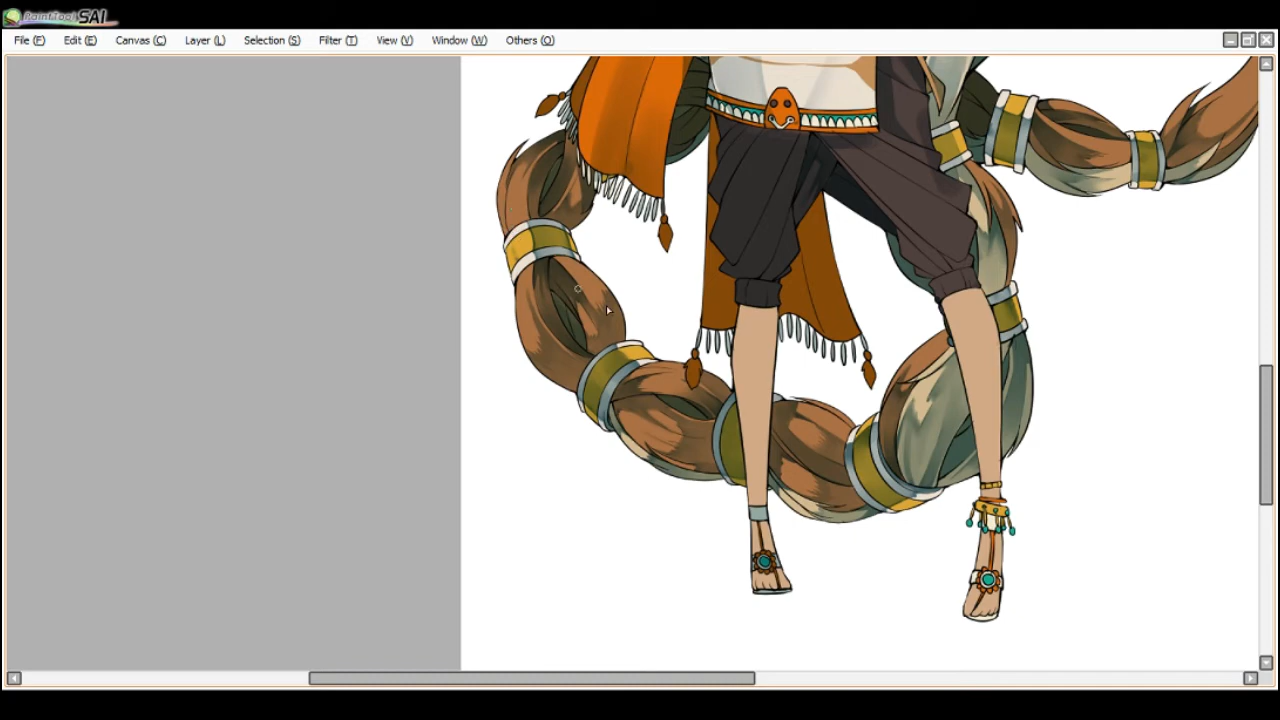 PaintTool SAI
File (F) Edit (E) Canvas (C) Layer (L) Selection (S) Filter (T) View (V) Window (W) Others (O)